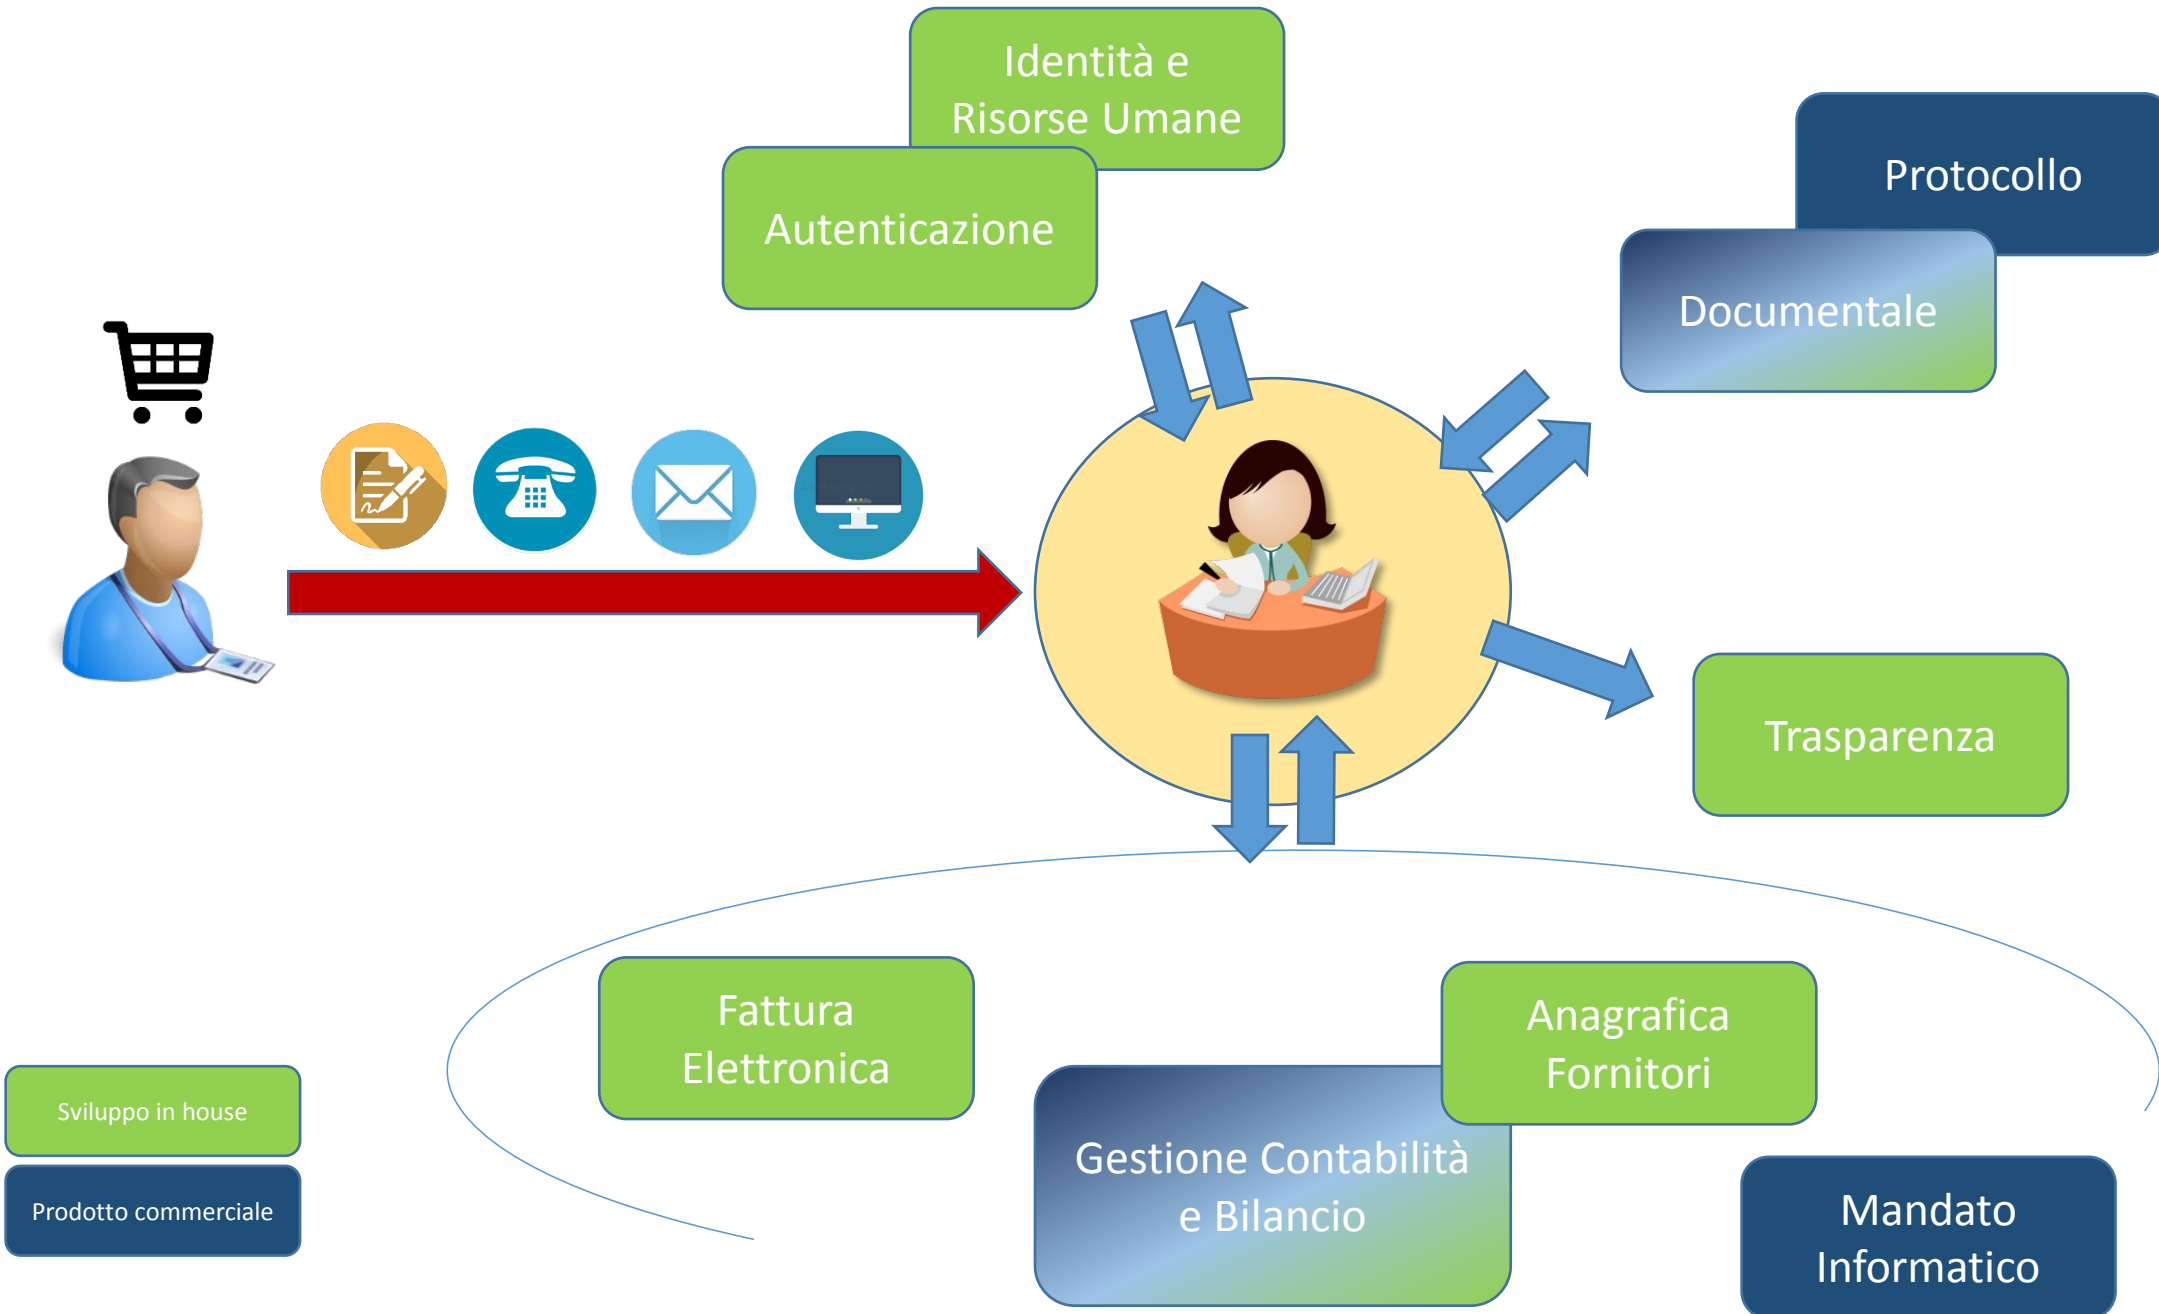 Identità e
Risorse Umane
Autenticazione
Protocollo
Documentale
Trasparenza
Fattura
Elettronica
Anagrafica
Fornitori
Gestione Contabilità
e Bilancio
Mandato
Informatico
Sviluppo in house
Prodotto commerciale